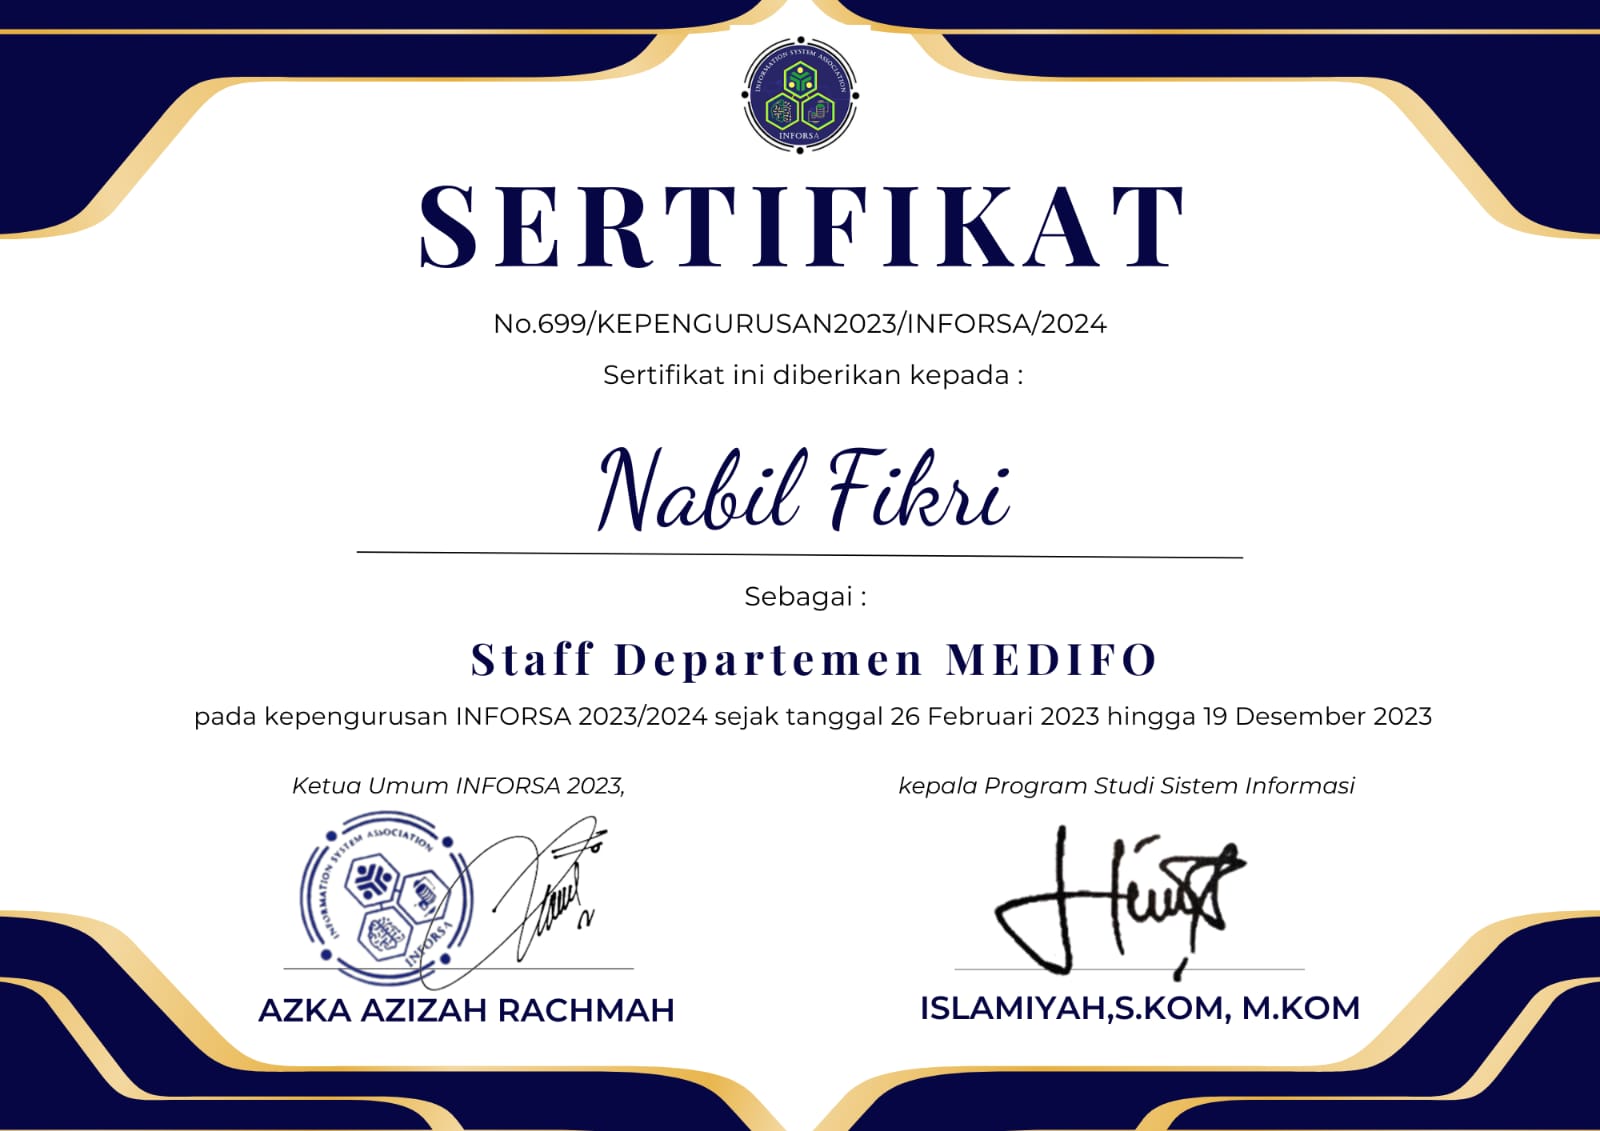 INFORMATION SYSTEM ASSOCIATION
INFORSA
SERTIFIKAT
No.699/KEPENGURUSAN2023/INFORSA/2024
Sertifikat ini diberikan kepada :
Nabil Fikri
Sebagai :
Staff Departemen MEDIFO
pada kepengurusan INFORSA 2023/2024 sejak tanggal 26 Februari 2023 hingga 19 Desember 2023
Ketua Umum INFORSA 2023,
kepala Program Studi Sistem Informasi
INFORMATION SYSTEM ASSOCIATION
INFORSA
AZKA AZIZAH RACHMAH
ISLAMIYAH,S.KOM, M.KOM